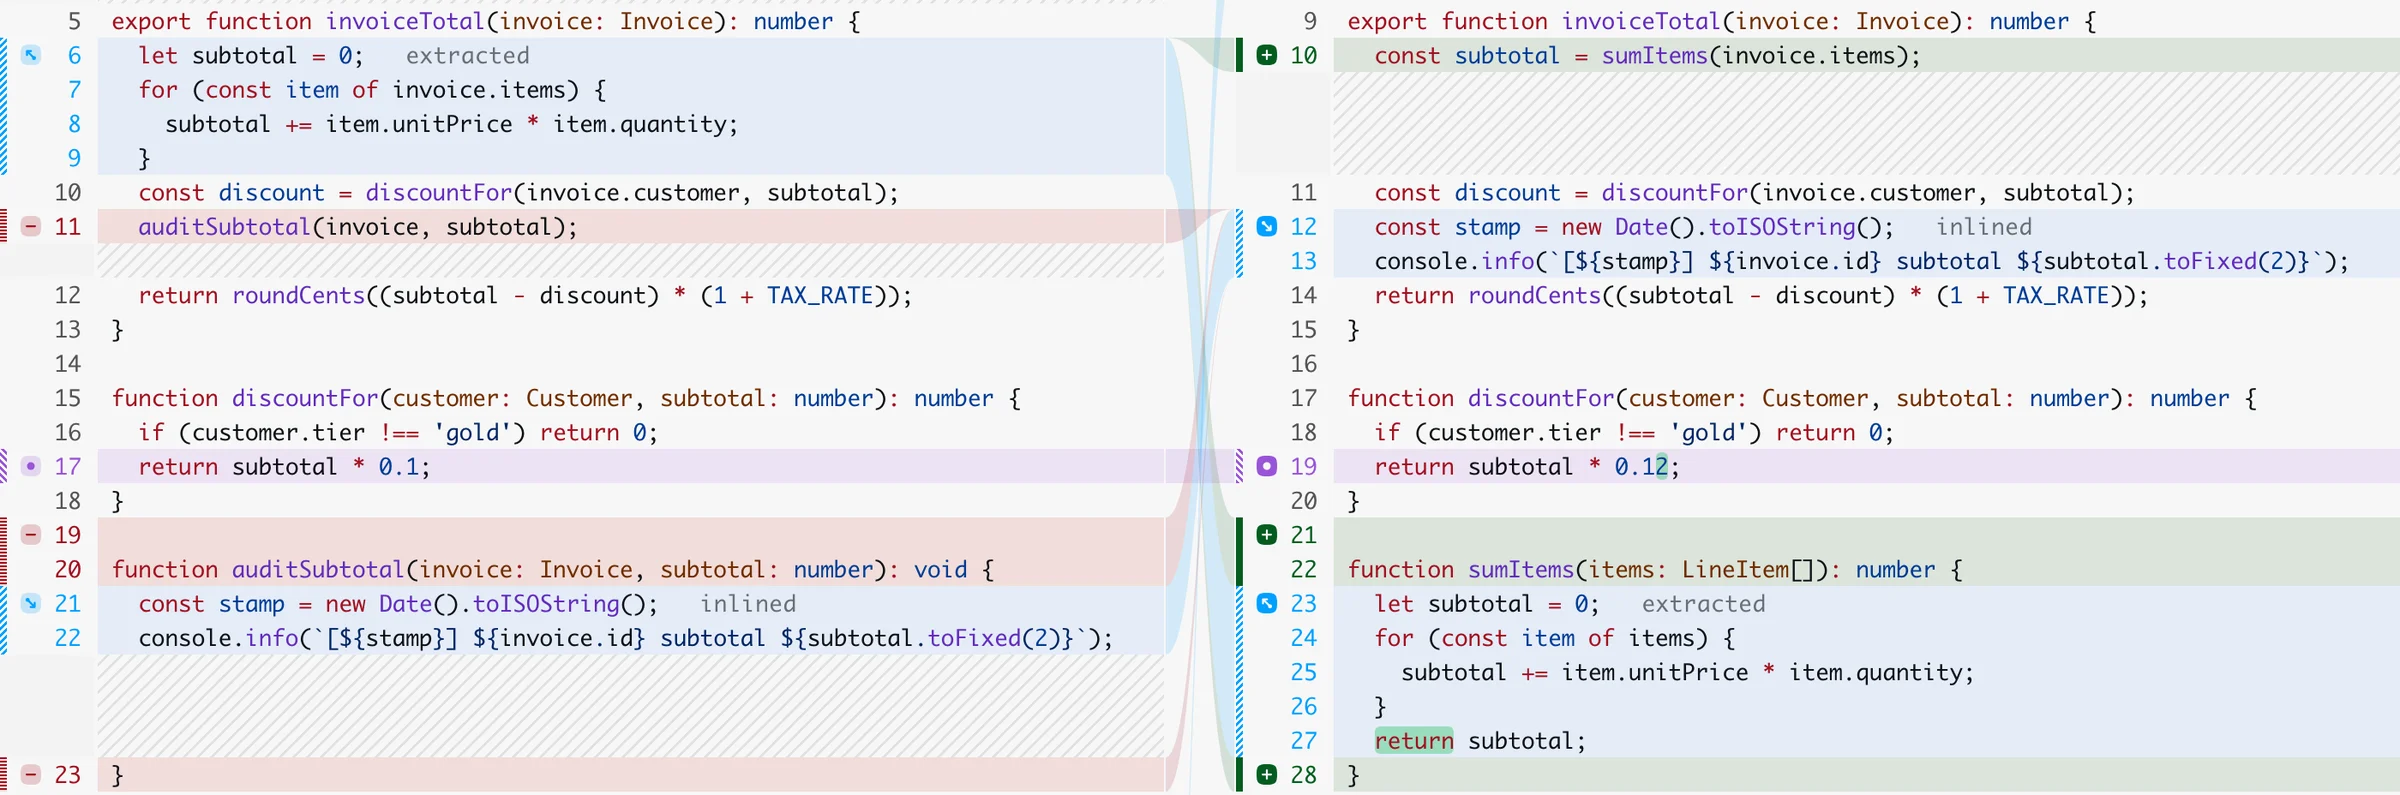 5 export function invoiceTotal(invoice: Invoice): number {
6 let subtotal = 0; extracted
7 for (const item of invoice.items) {
8 subtotal += item.unitPrice * item.quantity;
9 }
10 const discount = discountFor(invoice.customer, subtotal);
11 auditSubtotal(invoice, subtotal);
12 return roundCents((subtotal - discount) * (1 + TAX_RATE));
13 }
14
15 function discountFor(customer: Customer, subtotal: number): number {
16 if (customer.tier !== 'gold') return 0;
17 return subtotal * 0.1;
18 }
19
20 function auditSubtotal(invoice: Invoice, subtotal: number): void {
21 const stamp = new Date().toISOString(); inlined
22 console.info(`[${stamp}] ${invoice.id} subtotal ${subtotal.toFixed(2)}`);
23 }
9 export function invoiceTotal(invoice: Invoice): number {
10 const subtotal = sumItems(invoice.items);
11 const discount = discountFor(invoice.customer, subtotal);
12 const stamp = new Date().toISOString(); inlined
13 console.info(`[${stamp}] ${invoice.id} subtotal ${subtotal.toFixed(2)}`);
14 return roundCents((subtotal - discount) * (1 + TAX_RATE));
15 }
16
17 function discountFor(customer: Customer, subtotal: number): number {
18 if (customer.tier !== 'gold') return 0;
19 return subtotal * 0.12;
20 }
21
22 function sumItems(items: LineItem[]): number {
23 let subtotal = 0; extracted
24 for (const item of items) {
25 subtotal += item.unitPrice * item.quantity;
26 }
27 return subtotal;
28 }